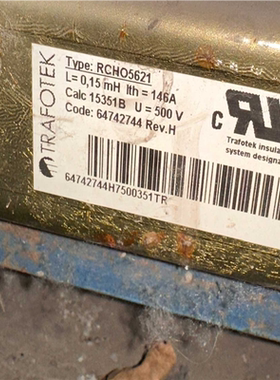 TRAFOTEK
Type: RCHO5621
L= 0,15 mH Ith = 146A
Calc 15351B U = 500 V
Code: 64742744 Rev.H
64742744H7500351TR
c
Trafotek insula
system designa